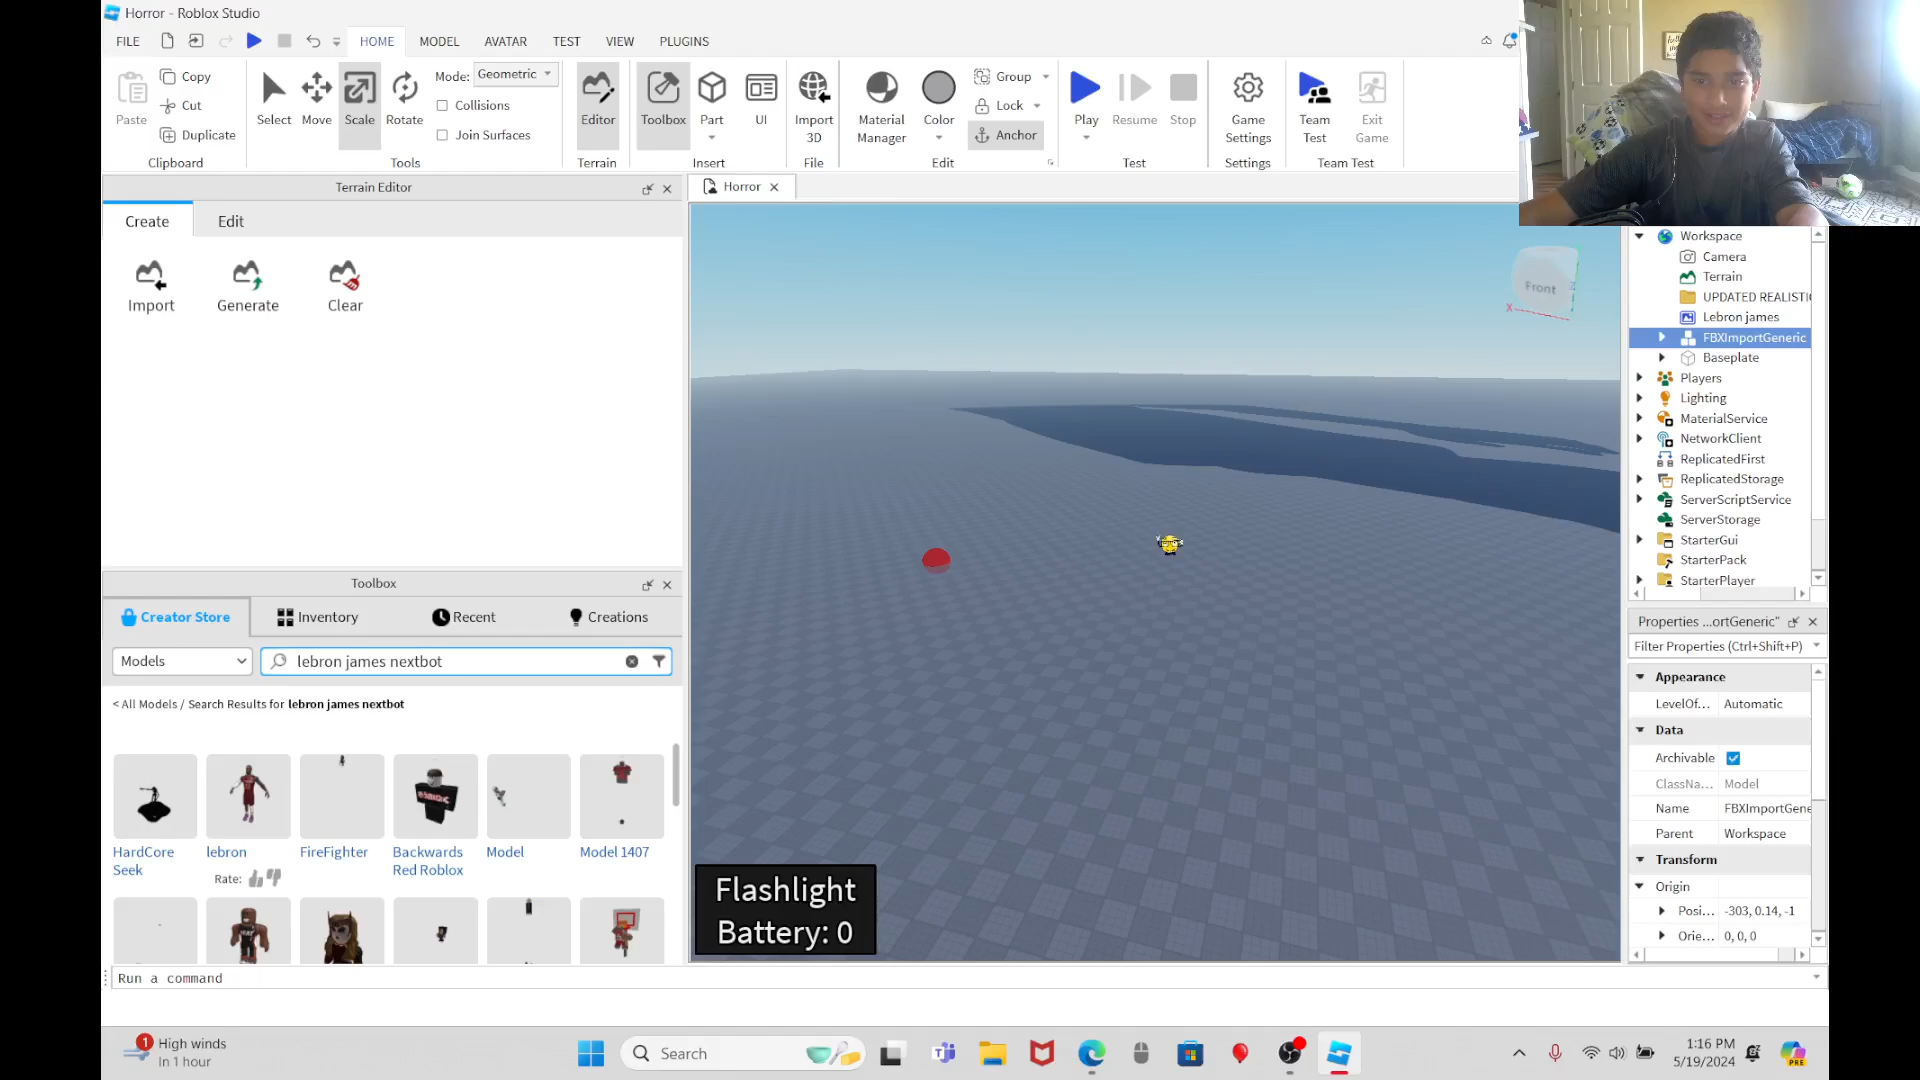 Horror - Roblox Studio
FILE HOME MODEL AVATAR TEST VIEW PLUGINS
Paste Copy Cut Duplicate Clipboard
Select Move Scale Rotate Mode: Geometric Collisions Join Surfaces Tools
Editor Terrain
Toolbox Part UI Insert
Import 3D File
Material Manager Color Group Lock Anchor Edit
Play Resume Stop Test
Game Settings Settings
Team Test Exit Game Team Test
Terrain Editor
Create Edit
Import Generate Clear
Toolbox
Creator Store Inventory Recent Creations
Models lebron james nextbot
< All Models / Search Results for lebron james nextbot
HardCore Seek
lebron
Rate:
FireFighter
Backwards Red Roblox
Model
Model 1407
Horror
Front
X
Flashlight
Battery: 0
Workspace
Camera
Terrain
UPDATED REALISTI
Lebron james
FBXImportGeneric
Baseplate
Players
Lighting
MaterialService
NetworkClient
ReplicatedFirst
ReplicatedStorage
ServerScriptService
ServerStorage
StarterGui
StarterPack
StarterPlayer
Properties ...ortGeneric"
Filter Properties (Ctrl+Shift+P)
Appearance
LevelOf... Automatic
Data
Archivable
ClassNa... Model
Name FBXImportGene
Parent Workspace
Transform
Origin
Posi... -303, 0.14, -1
Orie... 0, 0, 0
Run a command
1 High winds
In 1 hour
Search
1:16 PM
5/19/2024
PRE